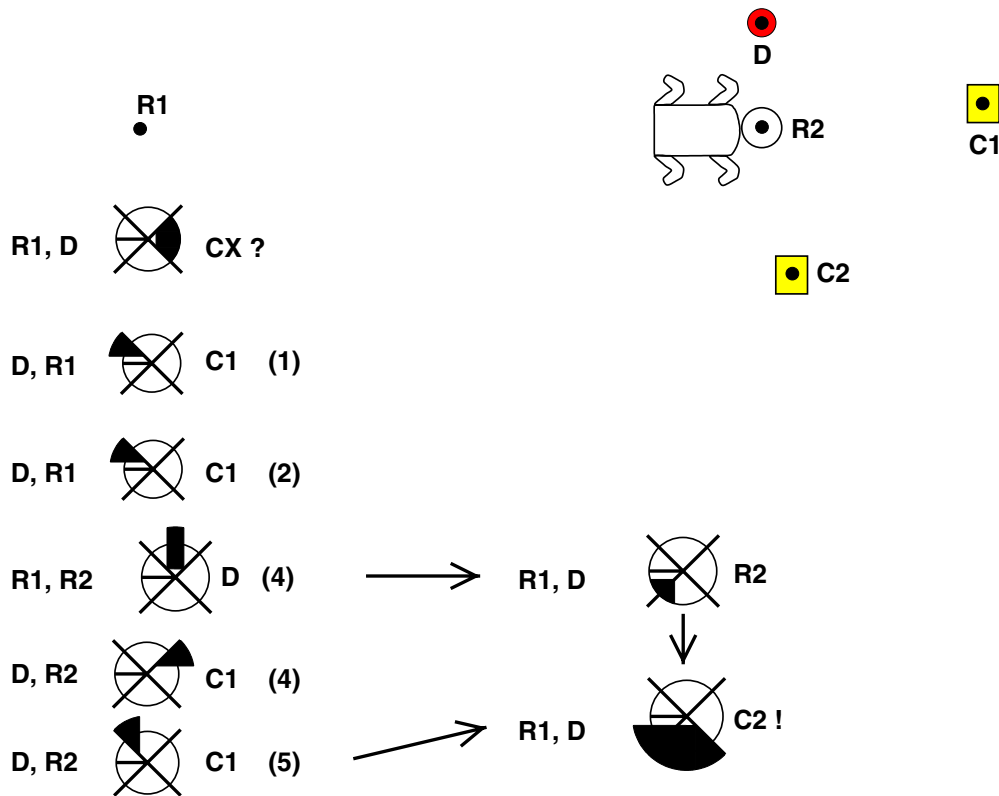 D
R1
R2
C1
R1, D CX ?
C2
D, R1 C1 (1)
D, R1 C1 (2)
R1, R2 D (4) R1, D R2
D, R2 C1 (4)
R1, D C2 !
D, R2 C1 (5)